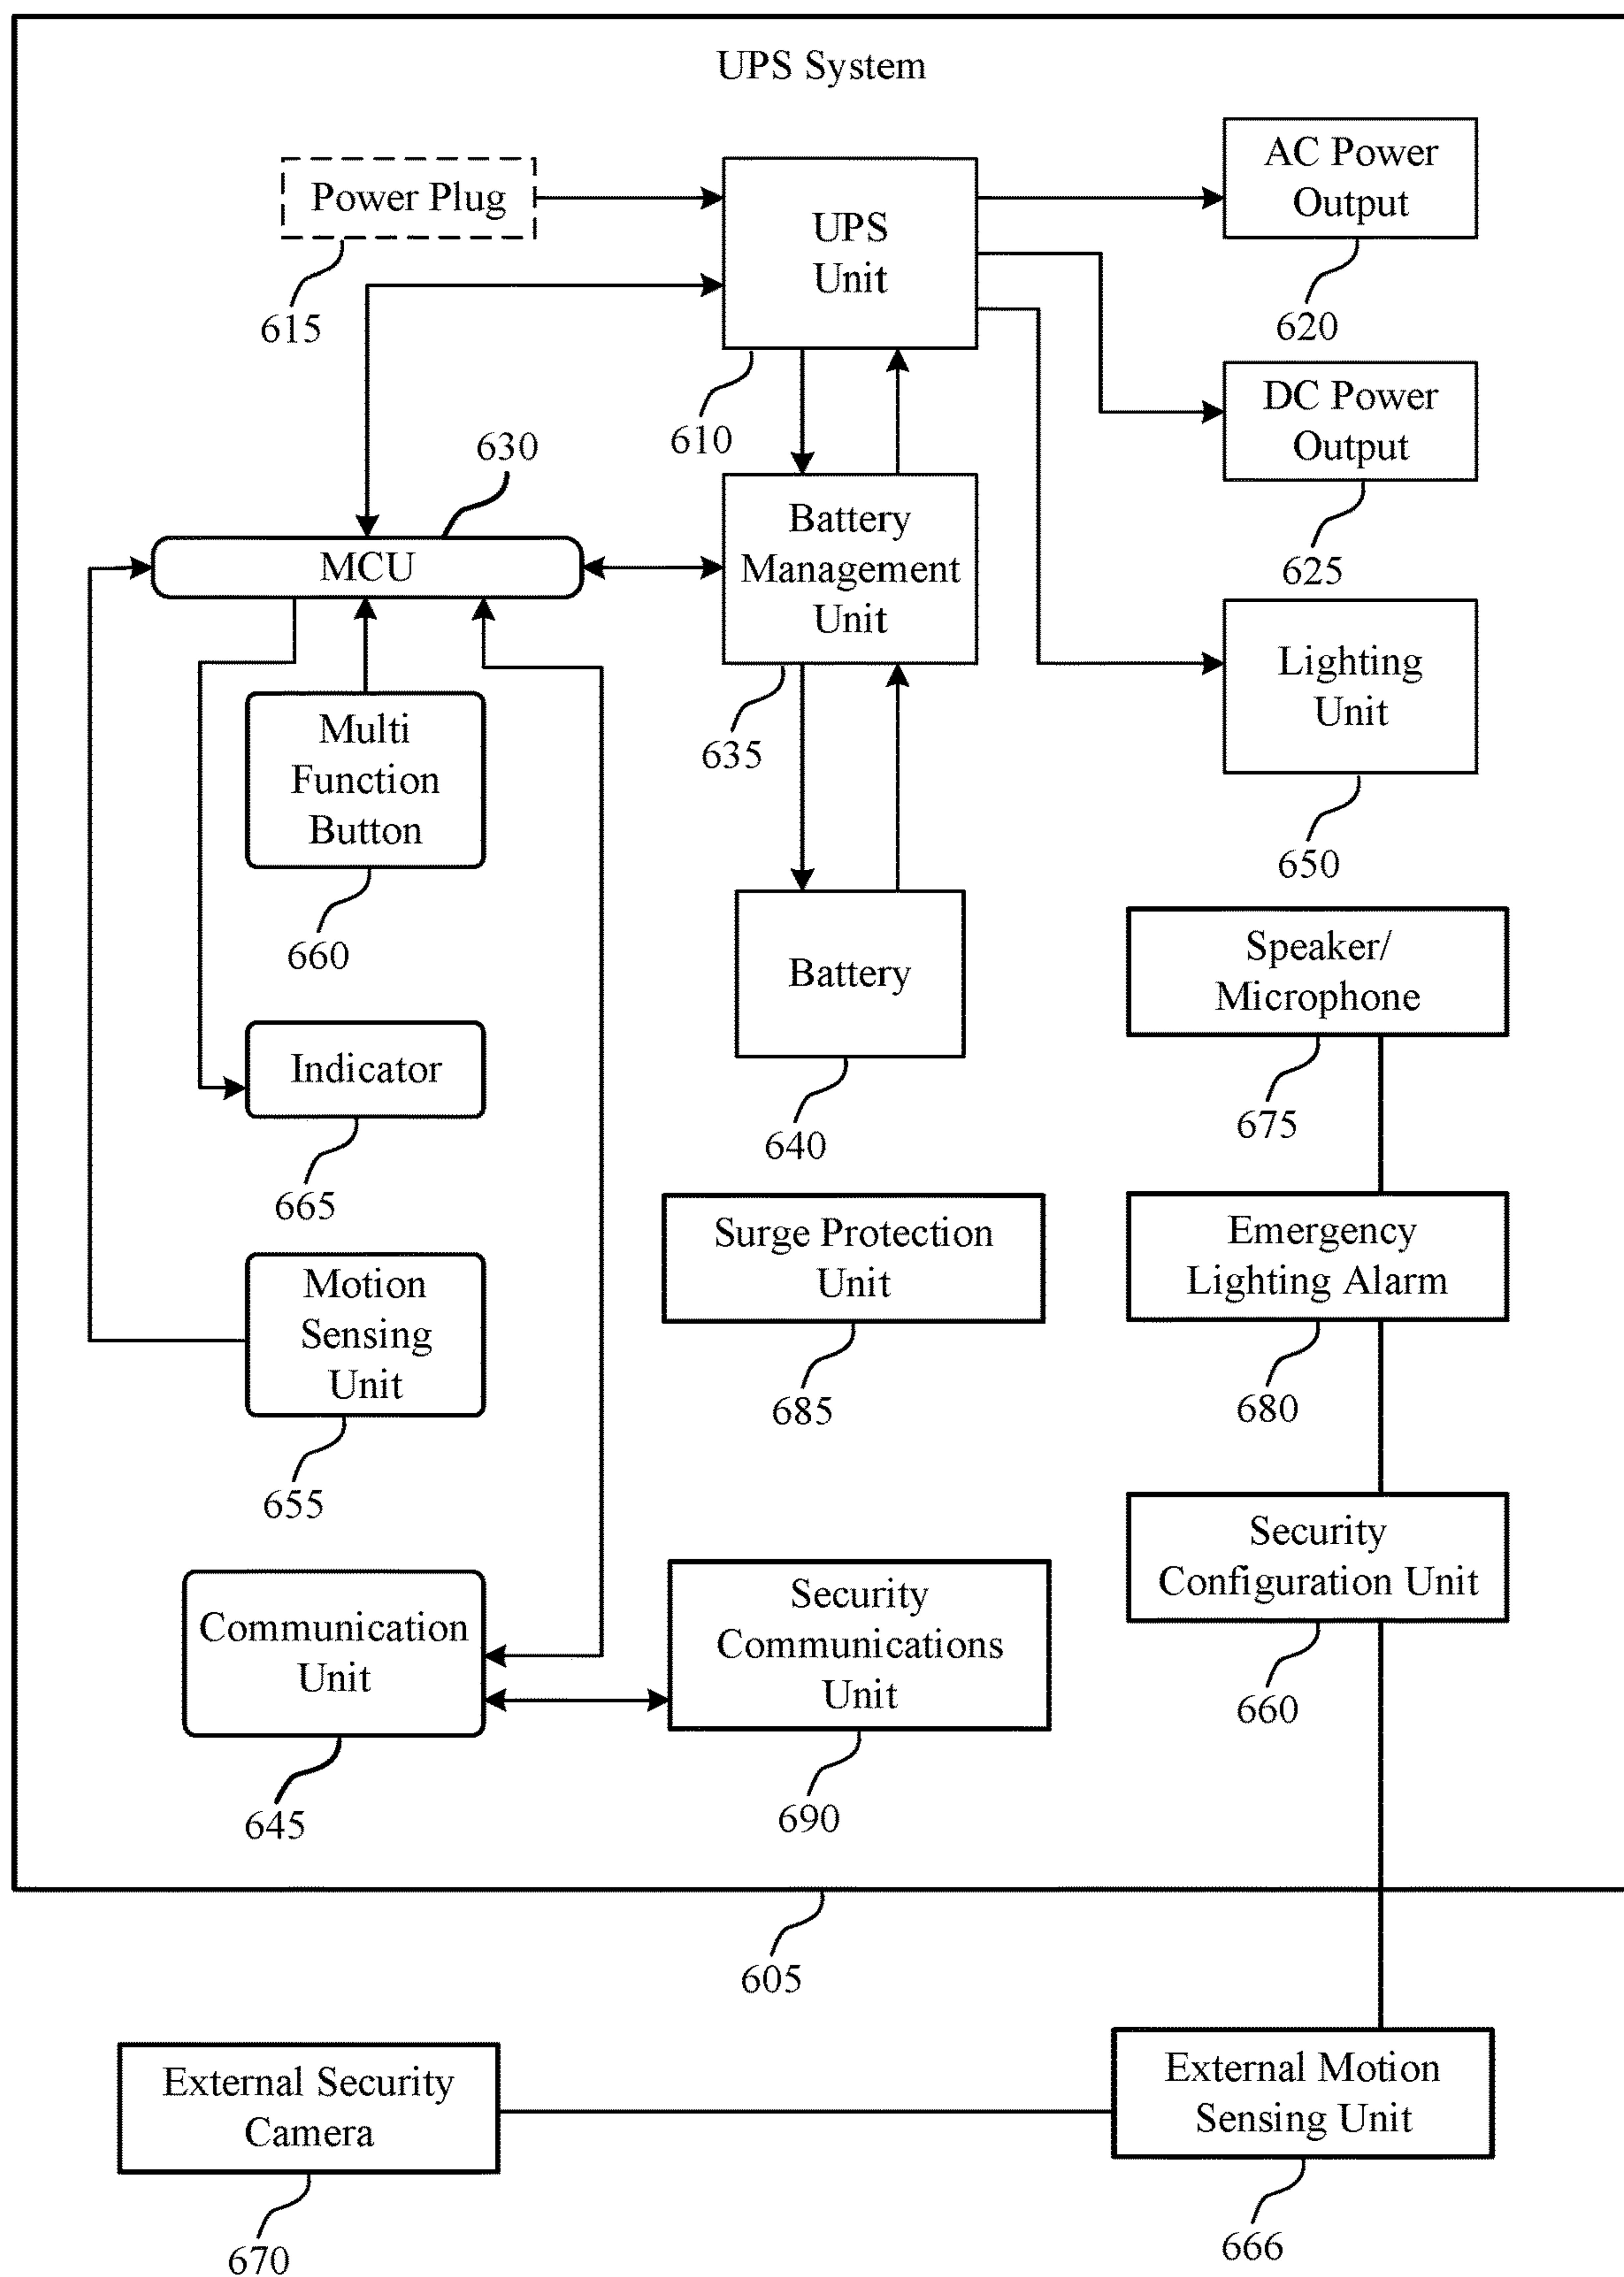 UPS System
Power Plug
615
UPS
Unit
610
AC Power
Output
620
DC Power
Output
625
630
MCU
Battery
Management
Unit
635
Lighting
Unit
650
Multi
Function
Button
660
Battery
640
Speaker/
Microphone
675
Indicator
665
Surge Protection
Unit
685
Emergency
Lighting Alarm
680
Motion
Sensing
Unit
655
Security
Configuration Unit
660
Communication
Unit
645
Security
Communications
Unit
690
605
External Security
Camera
670
External Motion
Sensing Unit
666